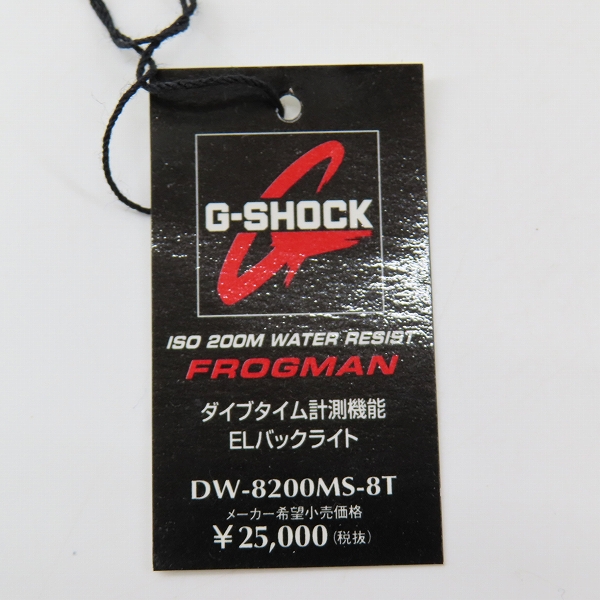 G-SHOCK
ISO 200M WATER RESIST
FROGMAN
ダイブタイム計測機能
ELバックライト
DW-8200MS-8T
メーカー希望小売価格
￥25,000(税抜)